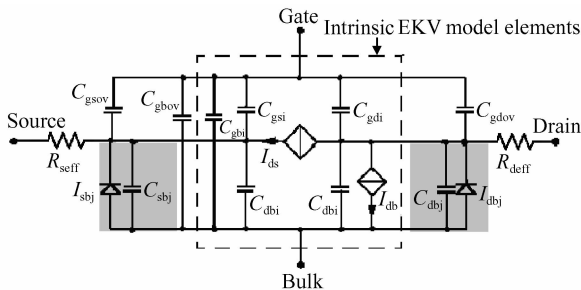 Gate
Intrinsic EKV model elements
C_gsov
C_gbov
C_gbi
C_gsi
C_gdi
C_gdov
Source
Drain
R_seff
I_ds
R_deff
I_sbj
C_sbj
C_dbi
C_dbi
I_db
C_dbj
I_dbj
Bulk